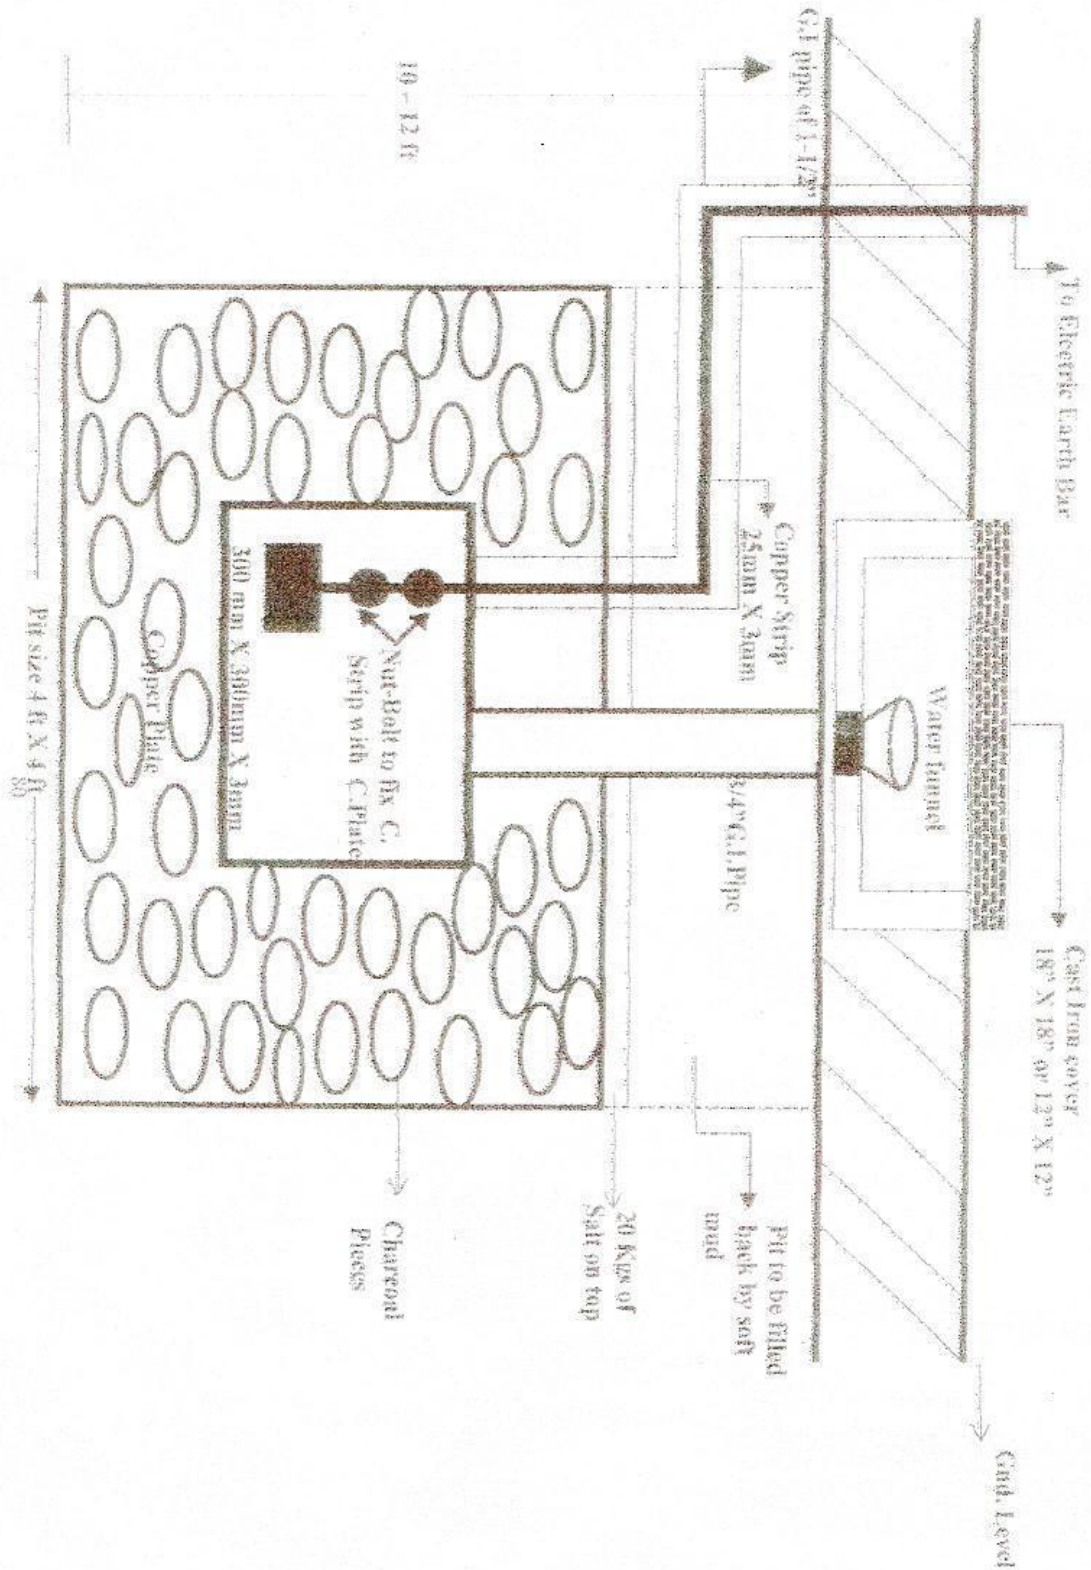 To Electric Earth Bar
Cast Iron cover
18" X 18" or 12" X 12"
Gnd. Level
Water funnel
G.I pipe of 1-1/2"
Copper Strip
25mm X 3mm
3/4" G.I. Pipe
Pit to be filled
back by soft
mud
20 Kgs of
Salt on top
10 - 12 ft
Nut-Bolt to fix C.
Strip with C.Plate
Charcoal
Pieces
300 mm X 300mm X 3mm
Copper Plate
Pit size 4 ft X 4 ft